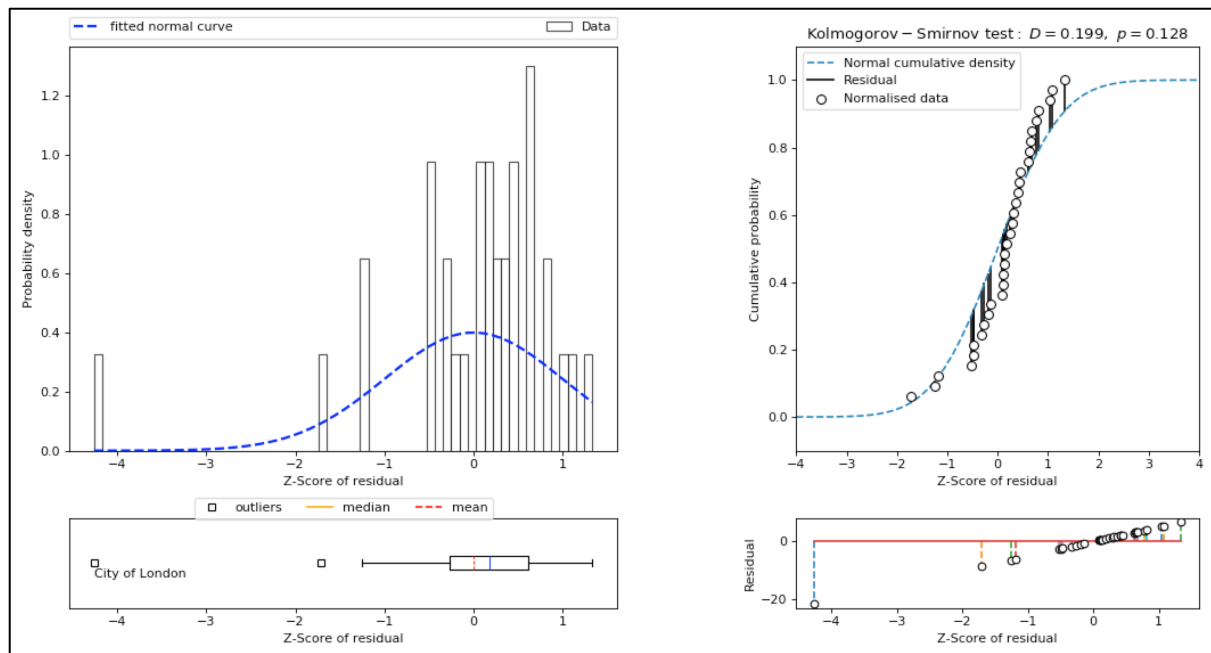 fitted normal curve Data
Probability density
1.2
1.0
0.8
0.6
0.4
0.2
0.0
−4 −3 −2 −1 0 1
Z-Score of residual
outliers median mean
City of London
−4 −3 −2 −1 0 1
Z-Score of residual
Kolmogorov − Smirnov test : D = 0.199, p = 0.128
Normal cumulative density
Residual
Normalised data
Cumulative probability
1.0
0.8
0.6
0.4
0.2
0.0
−4 −3 −2 −1 0 1 2 3 4
Z-Score of residual
Residual
0
−20
−4 −3 −2 −1 0 1
Z-Score of residual